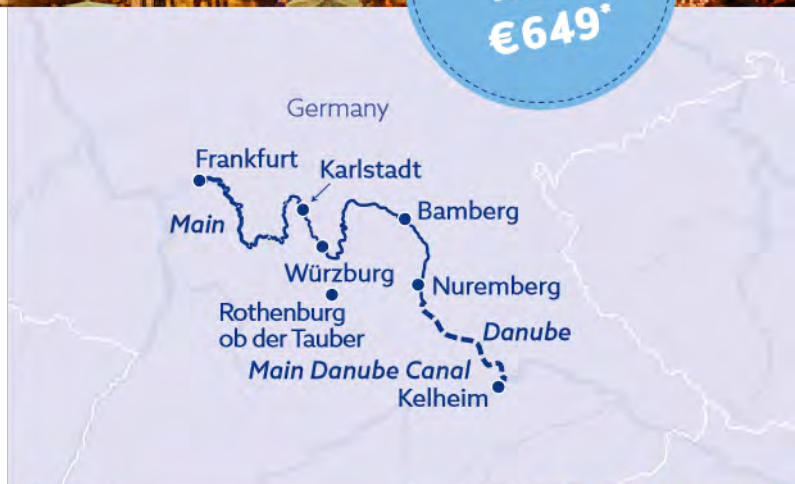 €649*
Germany
Frankfurt
Karlstadt
Main
Bamberg
Würzburg
Nuremberg
Rothenburg
ob der Tauber
Danube
Main Danube Canal
Kelheim